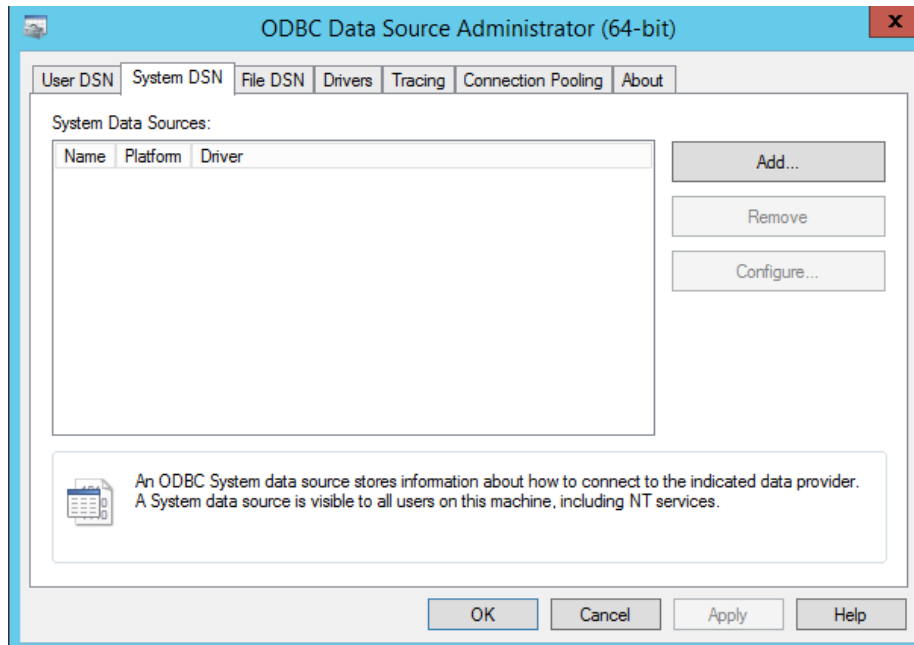 ODBC Data Source Administrator (64-bit)
x
User DSN System DSN File DSN Drivers Tracing Connection Pooling About
System Data Sources:
Name Platform Driver
Add...
Remove
Configure...
An ODBC System data source stores information about how to connect to the indicated data provider.
A System data source is visible to all users on this machine, including NT services.
OK Cancel Apply Help